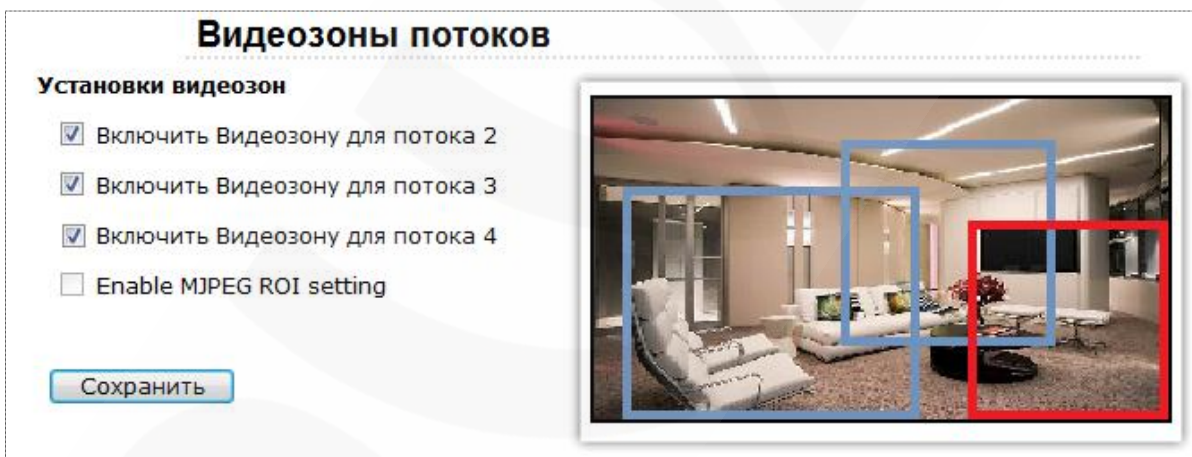 Видеозоны потоков
Установки видеозон
Включить Видеозону для потока 2
Включить Видеозону для потока 3
Включить Видеозону для потока 4
Enable MJPEG ROI setting
Сохранить